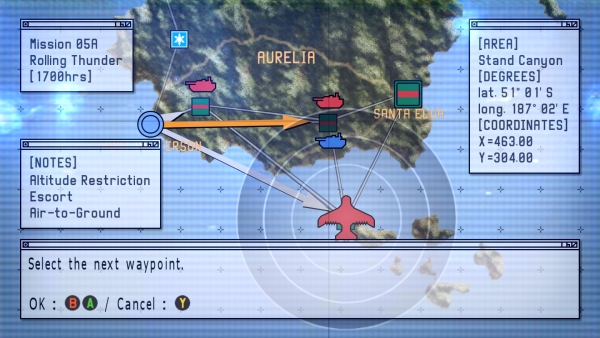 Mission 05A
Rolling Thunder
[1700hrs]
AURELIA
SANTA ELVA
[AREA]
Stand Canyon
[DEGREES]
lat. 51° 01' S
long. 187° 02' E
[COORDINATES]
X=463.00
Y=304.00
[NOTES]
Altitude Restriction
Escort
Air-to-Ground
Select the next waypoint.
OK : B A / Cancel : Y